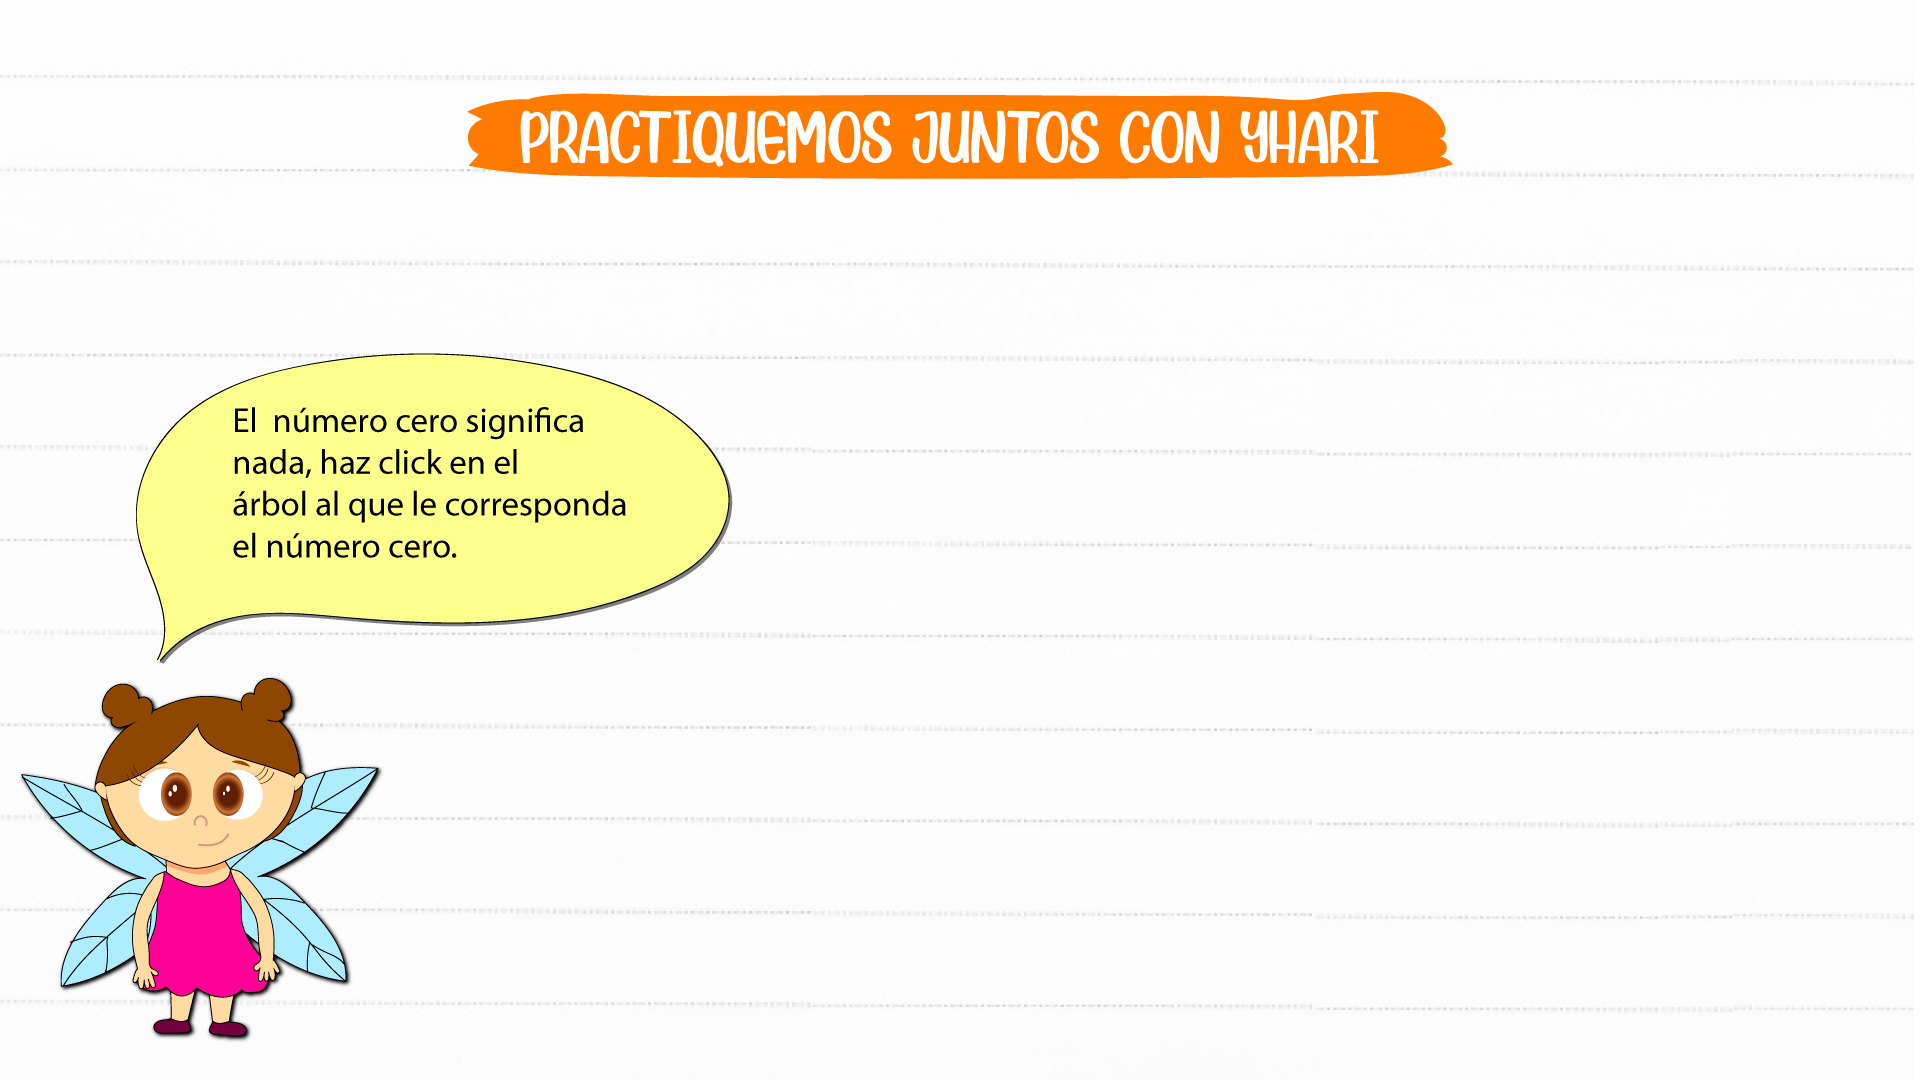 PRACTIQUEMOS JUNTOS CON YHARI
El  número cero significa
nada, haz click en el
árbol al que le corresponda
el número cero.